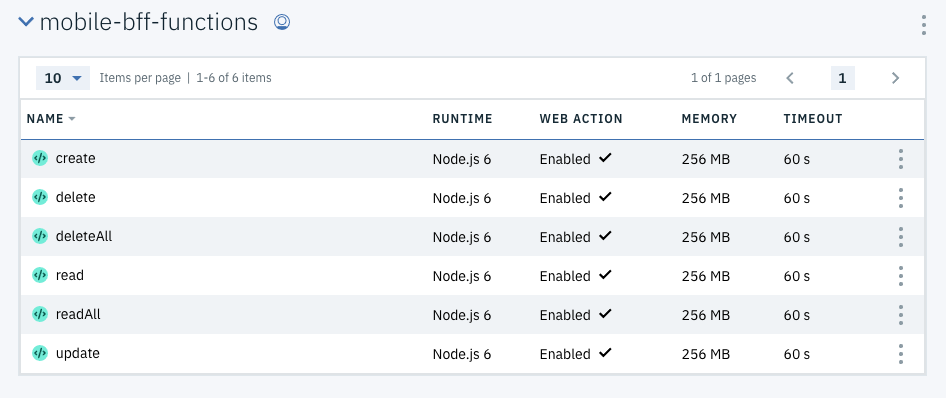 mobile-bff-functions
10 Items per page | 1-6 of 6 items 1 of 1 pages 1
NAME RUNTIME WEB ACTION MEMORY TIMEOUT
create Node.js 6 Enabled 256 MB 60 s
delete Node.js 6 Enabled 256 MB 60 s
deleteAll Node.js 6 Enabled 256 MB 60 s
read Node.js 6 Enabled 256 MB 60 s
readAll Node.js 6 Enabled 256 MB 60 s
update Node.js 6 Enabled 256 MB 60 s